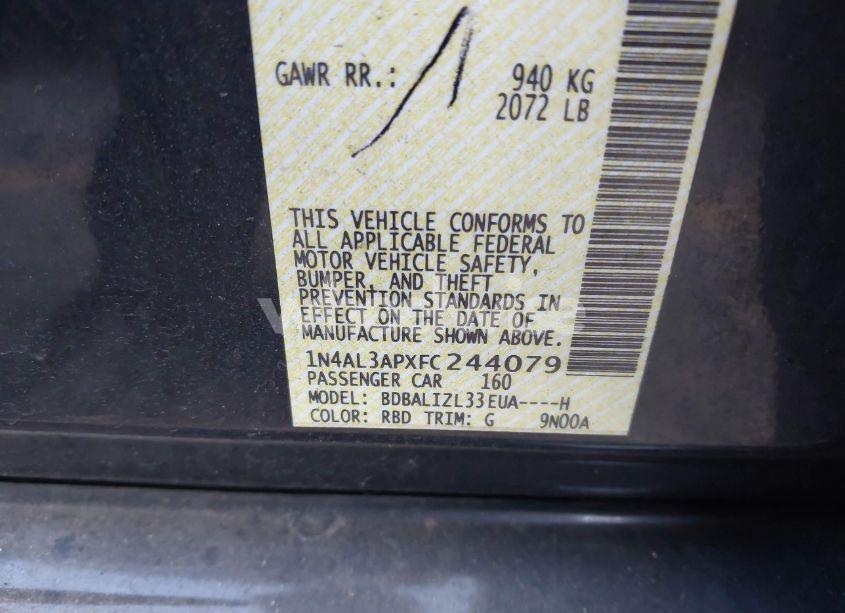 GAWR RR.: 940 KG
2072 LB
THIS VEHICLE CONFORMS TO
ALL APPLICABLE FEDERAL
MOTOR VEHICLE SAFETY,
BUMPER, AND THEFT
PREVENTION STANDARDS IN
EFFECT ON THE DATE OF
MANUFACTURE SHOWN ABOVE.
1N4AL3APXFC244079
PASSENGER CAR 160
MODEL: BDBALIZL33EUA----H
COLOR: RBD TRIM: G 9N00A